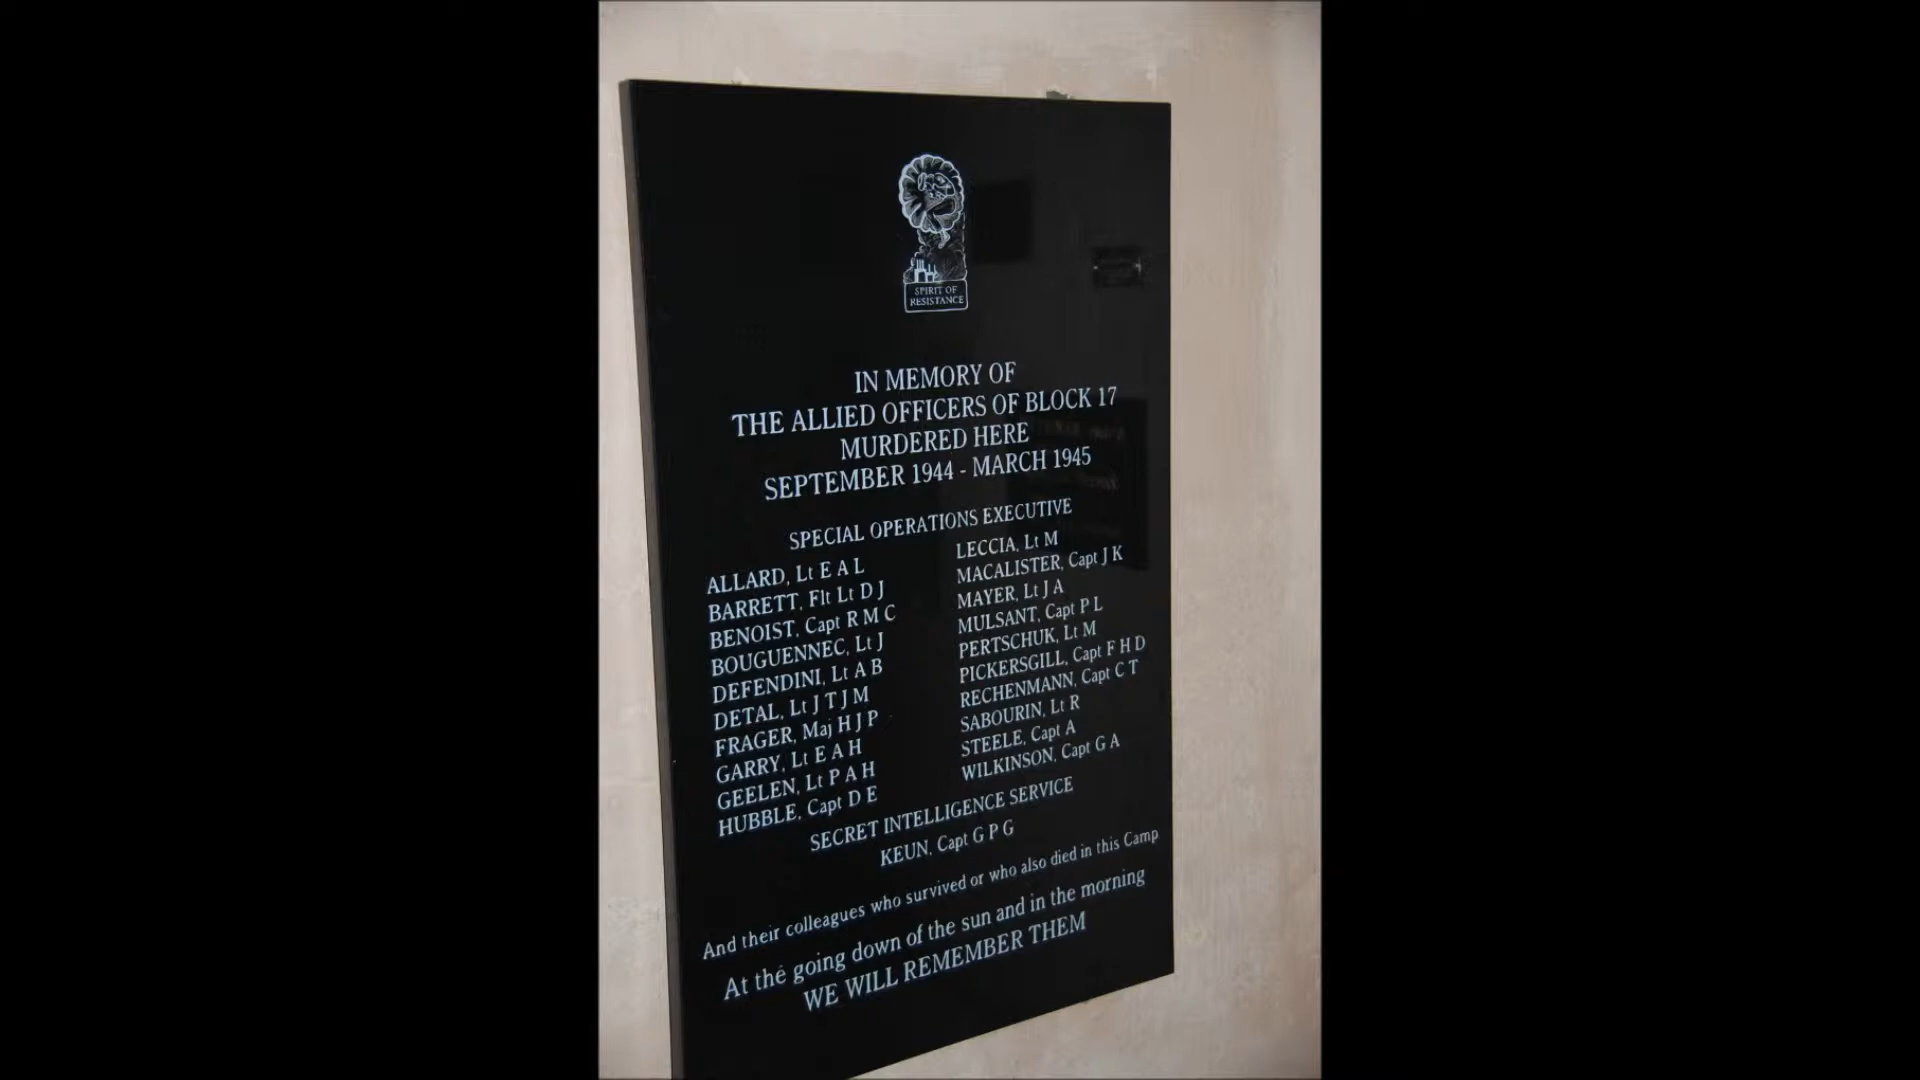 SPIRIT OF
RESISTANCE
IN MEMORY OF
THE ALLIED OFFICERS OF BLOCK 17
MURDERED HERE
SEPTEMBER 1944 - MARCH 1945
SPECIAL OPERATIONS EXECUTIVE
ALLARD, Lt E A L
BARRETT, Flt Lt D J
BENOIST, Capt R M C
BOUGUENNEC, Lt J
DEFENDINI, Lt A B
DETAL, Lt J T J M
FRAGER, Maj H J P
GARRY, Lt E A H
GEELEN, Lt P A H
HUBBLE, Capt D E
LECCIA, Lt M
MACALISTER, Capt J K
MAYER, Lt J A
MULSANT, Capt P L
PERTSCHUK, Lt M
PICKERSGILL, Capt F H D
RECHENMANN, Capt C T
SABOURIN, Lt R
STEELE, Capt A
WILKINSON, Capt G A
SECRET INTELLIGENCE SERVICE
KEUN, Capt G P G
And their colleagues who survived or who also died in this Camp
At the going down of the sun and in the morning
WE WILL REMEMBER THEM